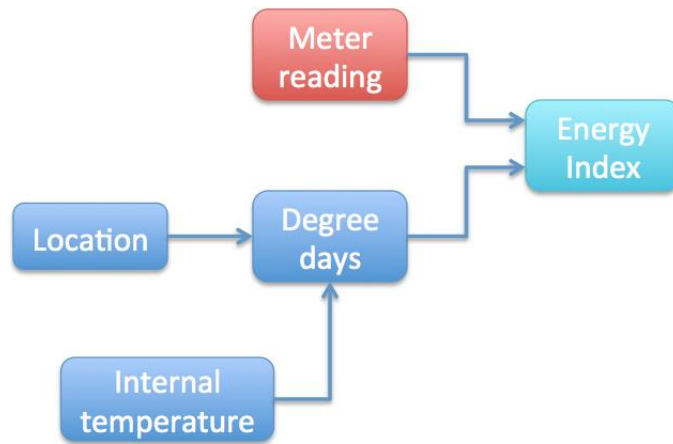 Meter
reading
Energy
Index
Location
Degree
days
Internal
temperature